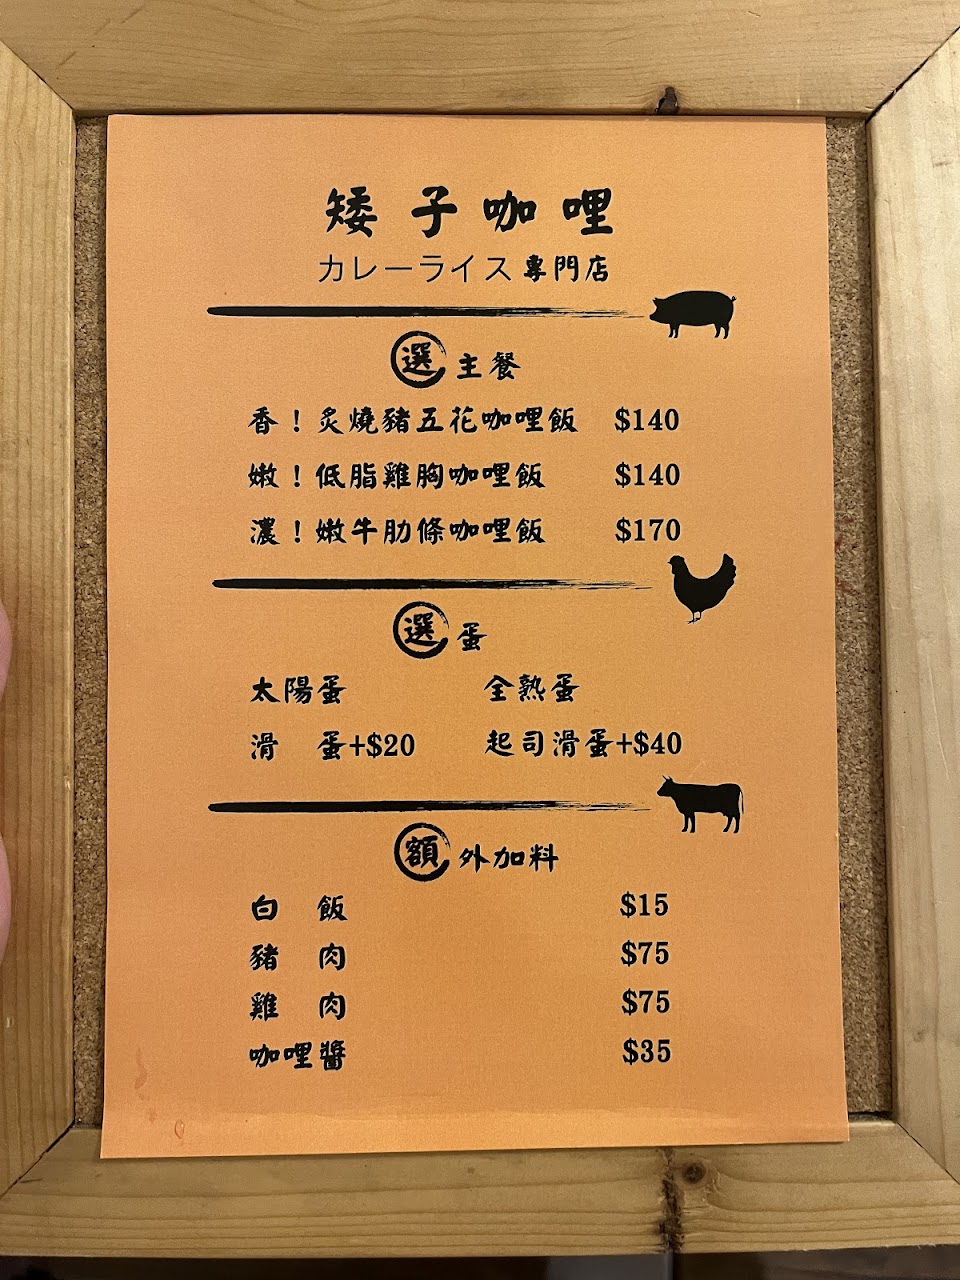 矮子咖哩
カレーライス専門店
選主餐
香！炙燒豬五花咖哩飯 $140
嫩！低脂雞胸咖哩飯 $140
濃！嫩牛肋條咖哩飯 $170
選蛋
太陽蛋 全熟蛋
滑 蛋+$20 起司滑蛋+$40
額外加料
白 飯 $15
豬 肉 $75
雞 肉 $75
咖哩醬 $35